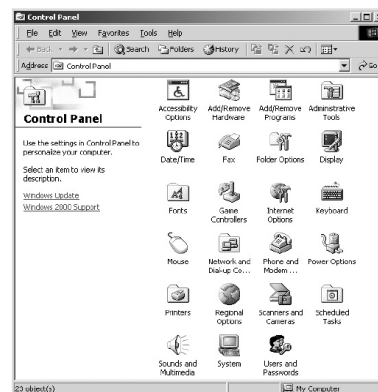 Control Panel
File Edit View Favorites Tools Help
Back Search Folders History
Address Control Panel Go
Control Panel
Use the settings in Control Panel to
personalize your computer.
Select an item to view its
description.
Windows Update
Windows 2000 Support
Accessibility Options
Add/Remove Hardware
Add/Remove Programs
Administrative Tools
Date/Time
Fax
Folder Options
Display
Fonts
Game Controllers
Internet Options
Keyboard
Mouse
Network and Dial-up Co...
Phone and Modem ...
Power Options
Printers
Regional Options
Scanners and Cameras
Scheduled Tasks
Sounds and Multimedia
System
Users and Passwords
23 object(s) My Computer